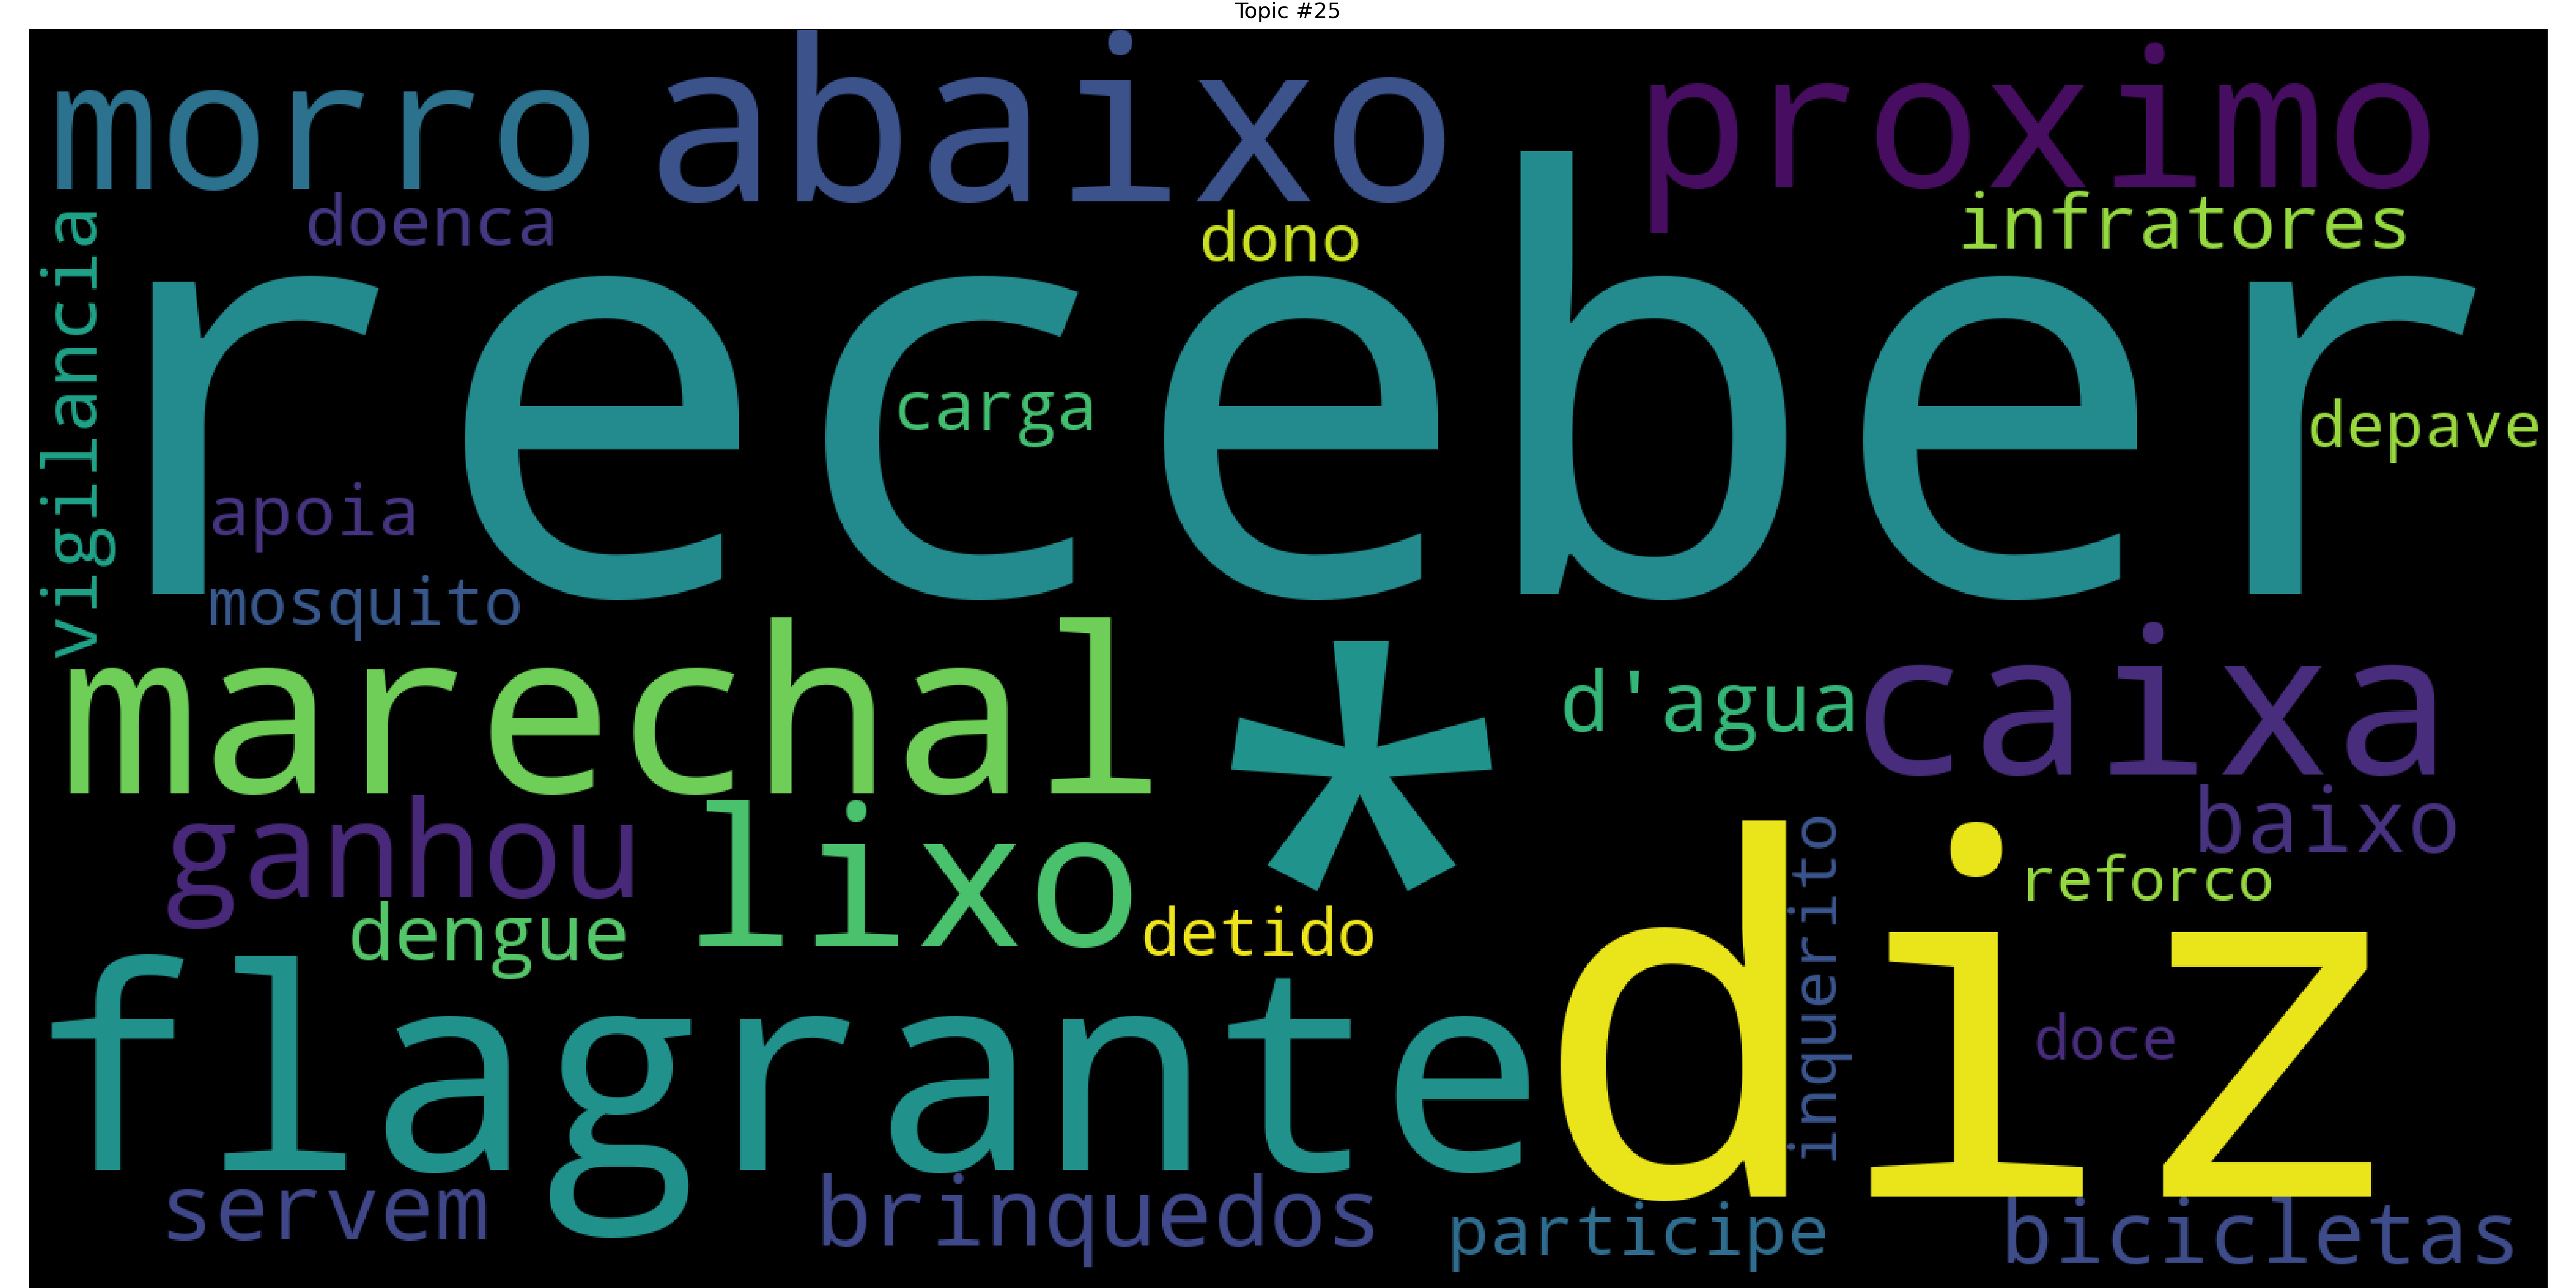 Topic #25
morro abaixo proximo
doenca dono infratores
vigilancia
receber
carga
depave
apoia
mosquito
marechal * d'agua caixa
ganhou lixo baixo
dengue detido reforco
inquerito
flagrante diz
doce
servem brinquedos participe bicicletas